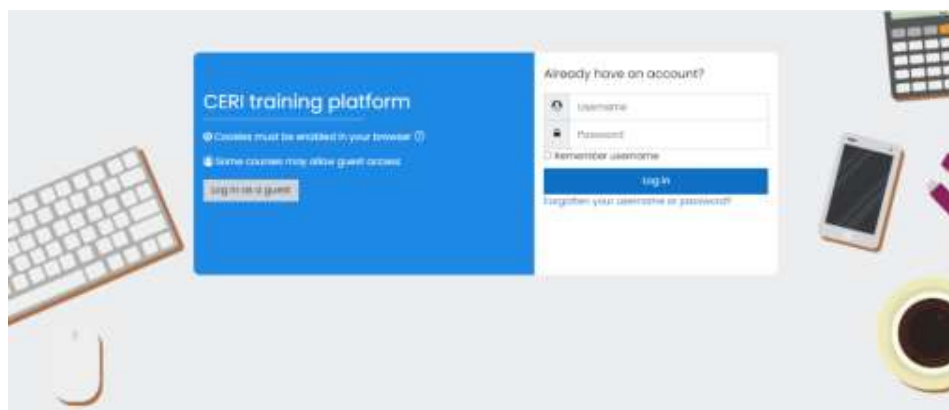 CERI training platform
Cookies must be enabled in your browser
Some courses may allow guest access
Log in as a guest
Already have an account?
Username
Password
Remember username
Log in
Forgotten your username or password?